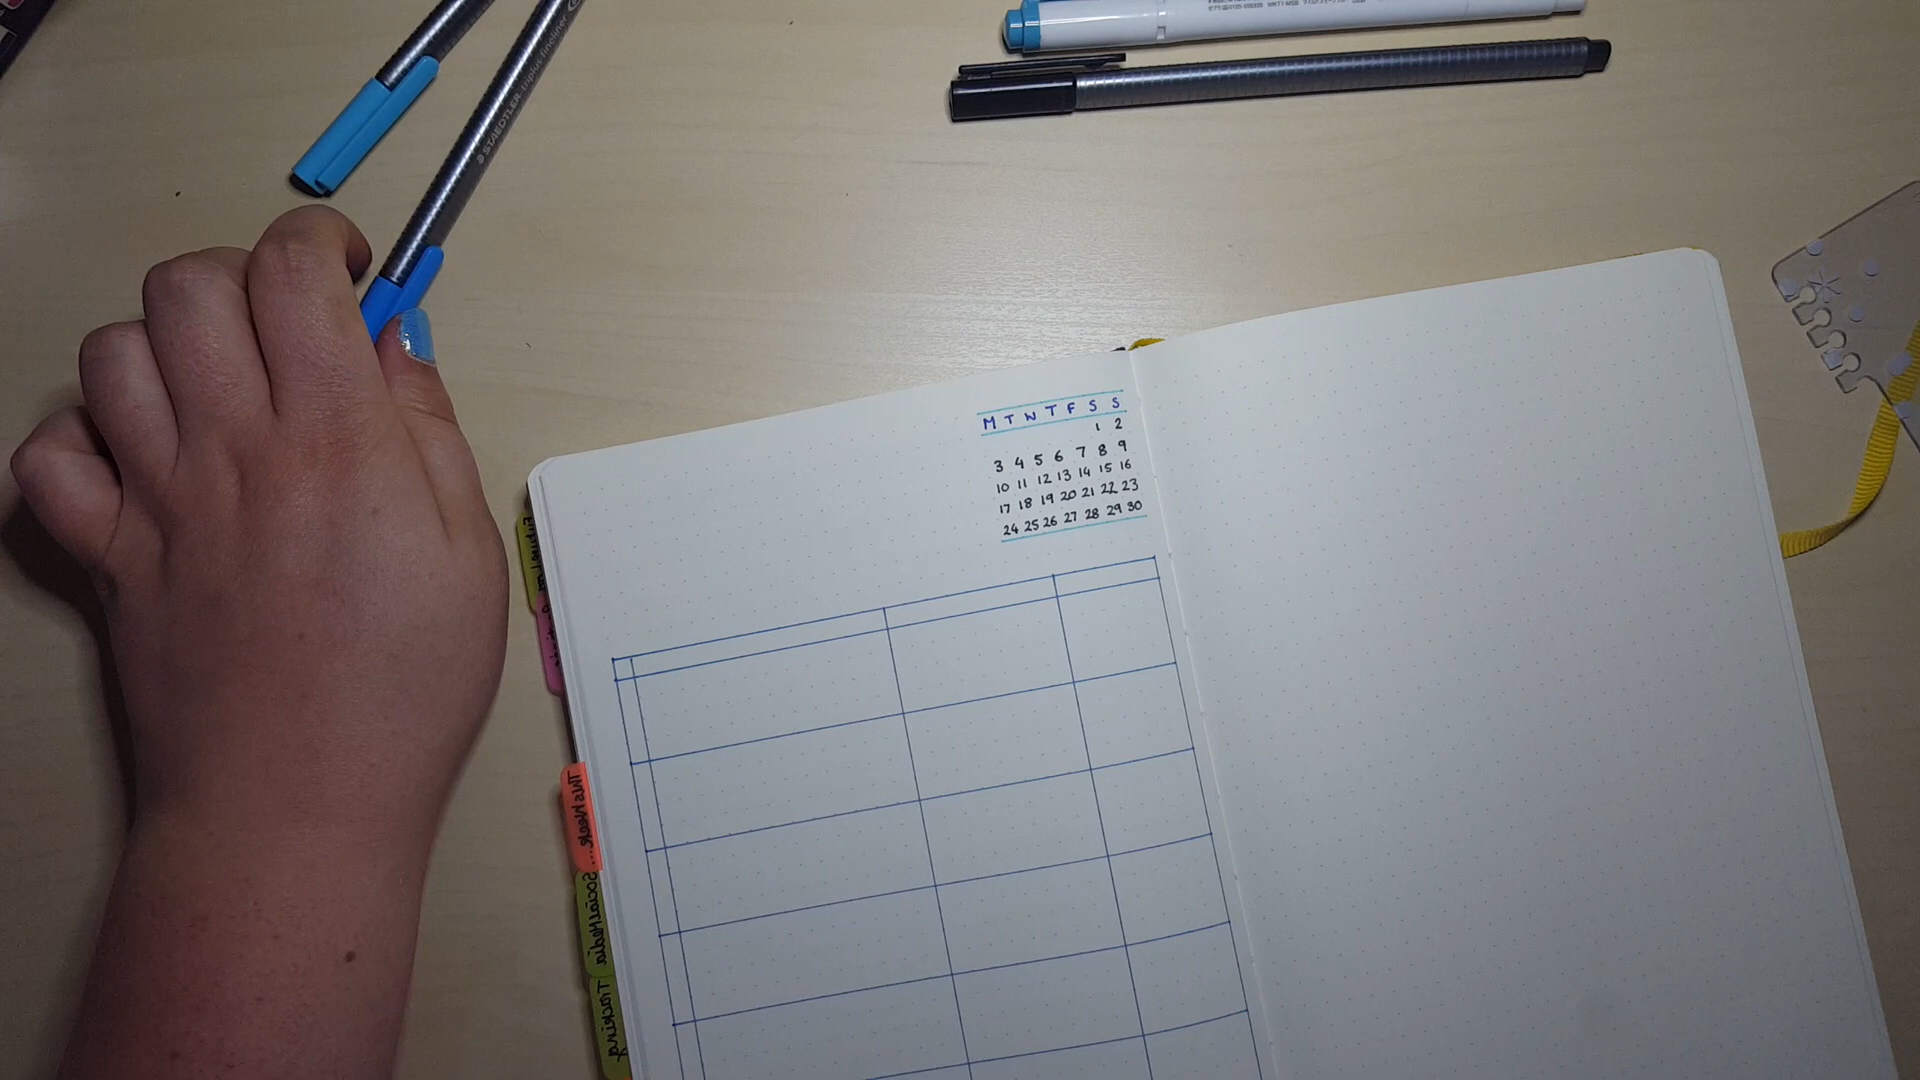 STAEDTLER triplus fineliner
M T W T F S S
1 2
3 4 5 6 7 8 9
10 11 12 13 14 15 16
17 18 19 20 21 22 23
24 25 26 27 28 29 30
This Week...
Social Media
Tracking